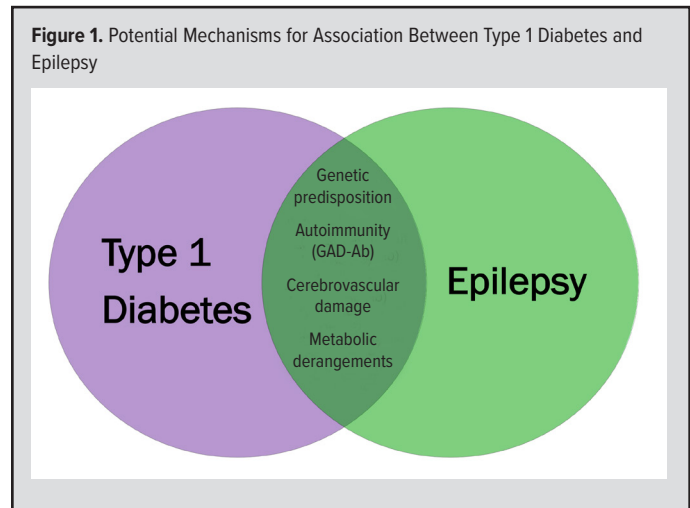 Figure 1. Potential Mechanisms for Association Between Type 1 Diabetes and
Epilepsy
Type 1
Diabetes
Genetic
predisposition
Autoimmunity
(GAD-Ab)
Cerebrovascular
damage
Metabolic
derangements
Epilepsy